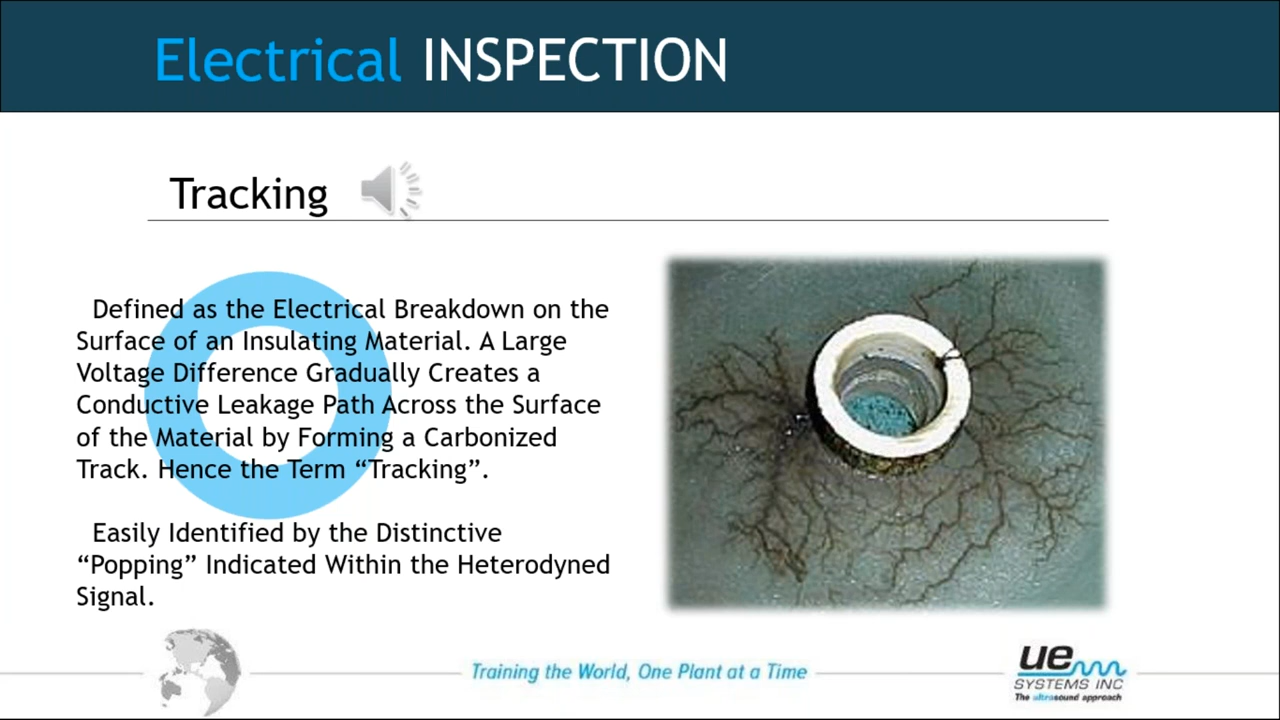 Electrical INSPECTION
Tracking
Defined as the Electrical Breakdown on the
Surface of an Insulating Material. A Large
Voltage Difference Gradually Creates a
Conductive Leakage Path Across the Surface
of the Material by Forming a Carbonized
Track. Hence the Term “Tracking”.
Easily Identified by the Distinctive
“Popping” Indicated Within the Heterodyned
Signal.
Training the World, One Plant at a Time
ue
SYSTEMS INC
The ultrasound approach